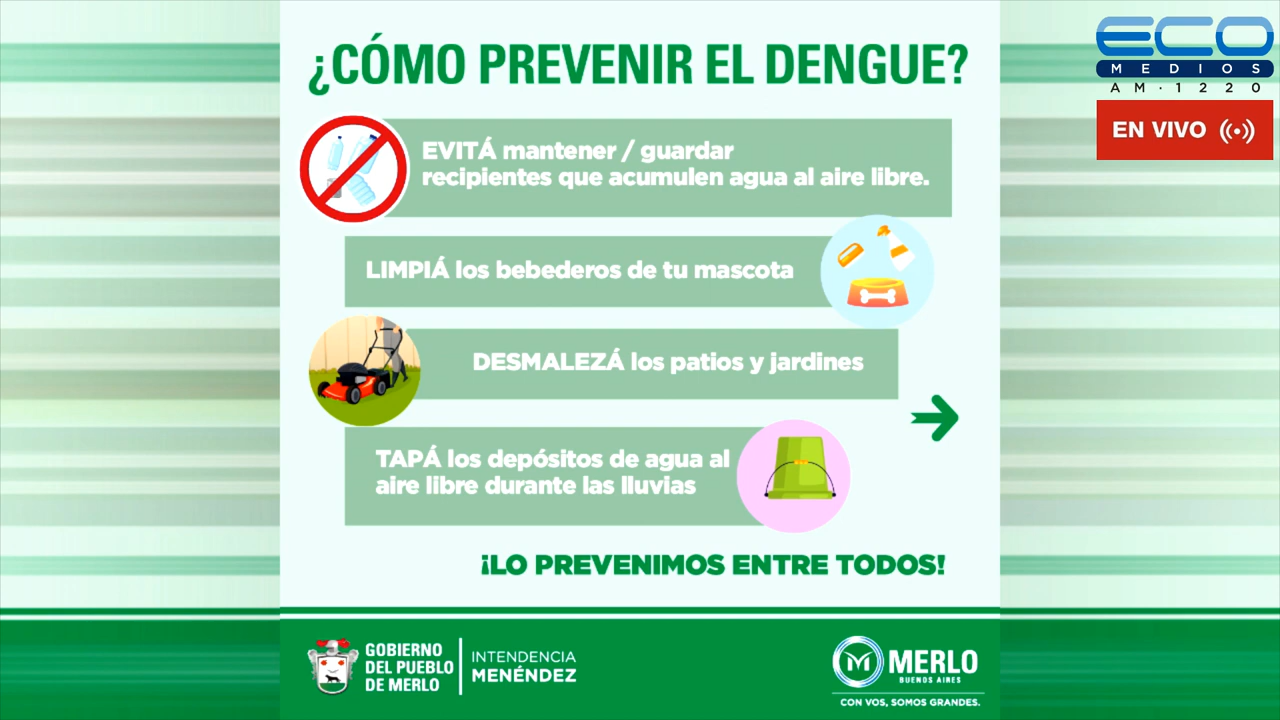 ¿CÓMO PREVENIR EL DENGUE?
ECO
MEDIOS
AM·1220
EN VIVO
EVITÁ mantener / guardar
recipientes que acumulen agua al aire libre.
LIMPIÁ los bebederos de tu mascota
DESMALEZÁ los patios y jardines
TAPÁ los depósitos de agua al
aire libre durante las lluvias
¡LO PREVENIMOS ENTRE TODOS!
GOBIERNO
DEL PUEBLO
DE MERLO
INTENDENCIA
MENÉNDEZ
MERLO
BUENOS AIRES
CON VOS, SOMOS GRANDES.